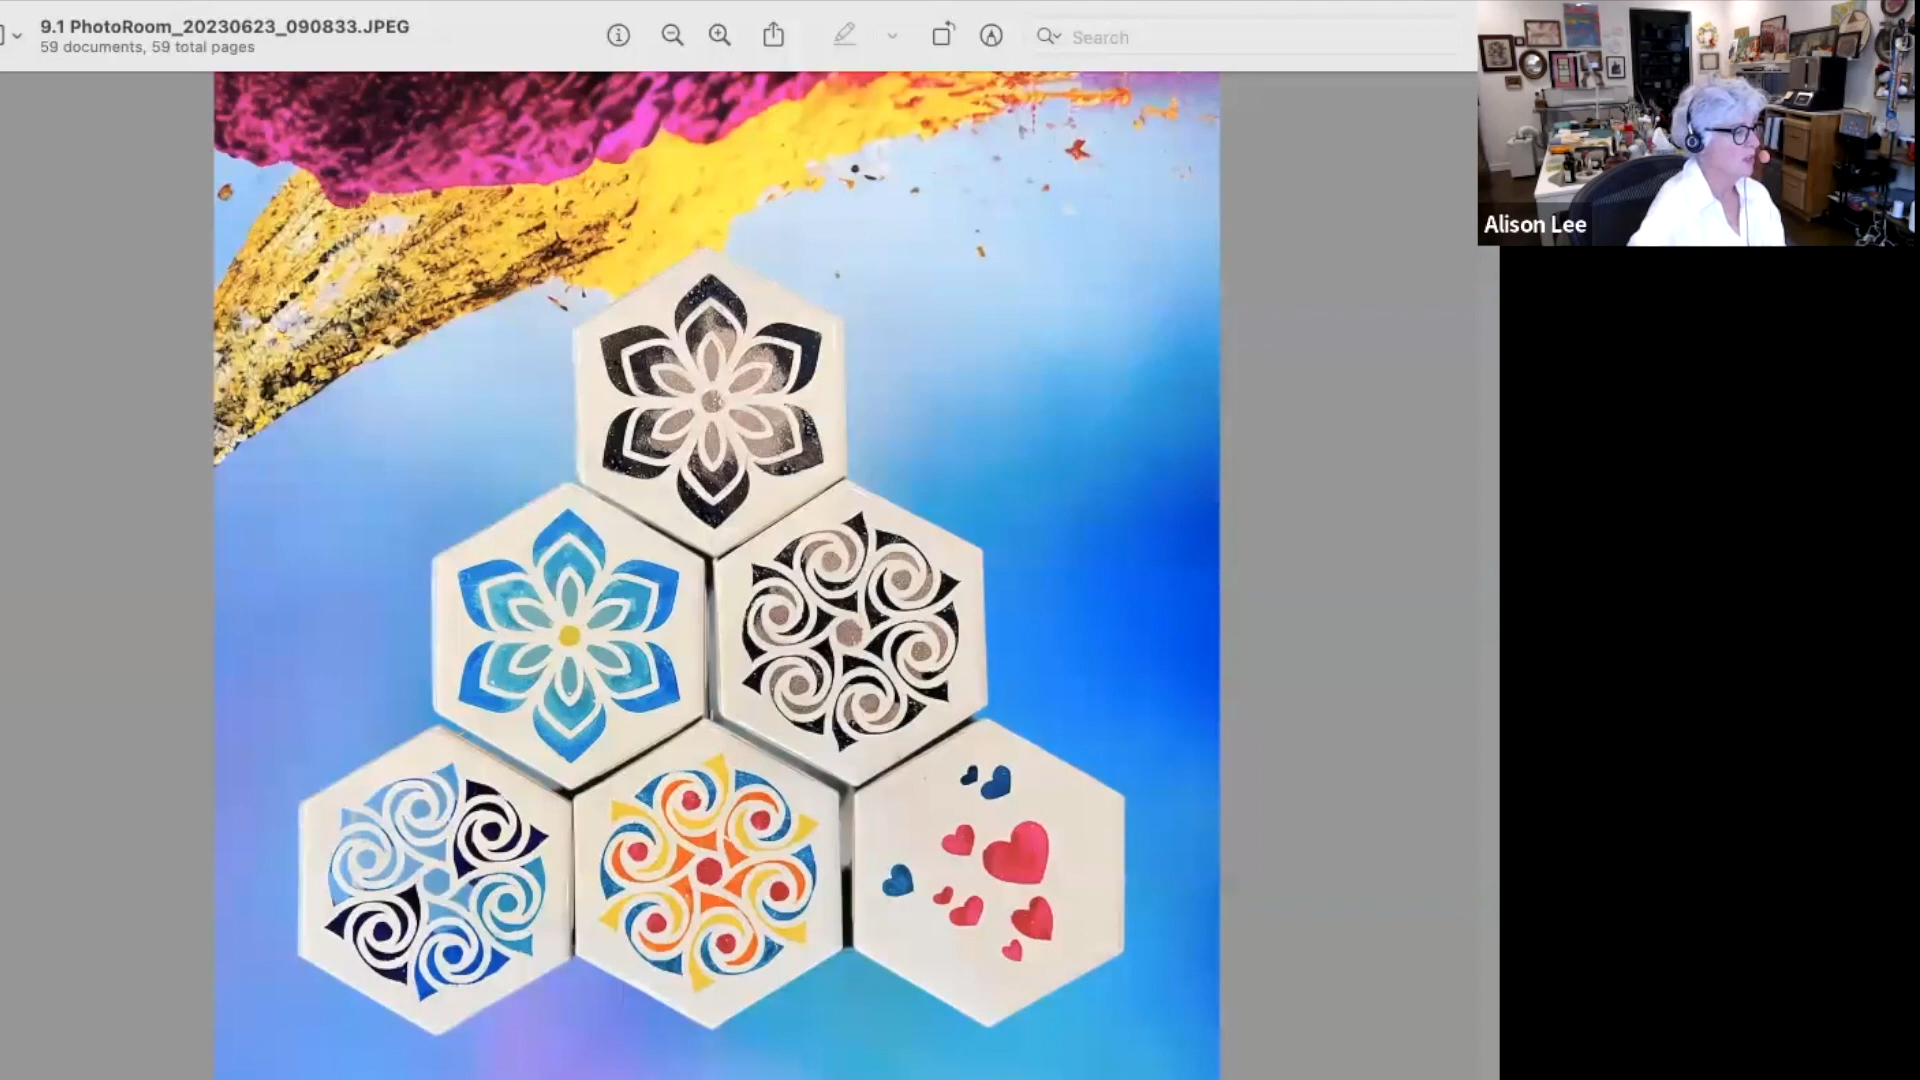 9.1 PhotoRoom_20230623_090833.JPEG
59 documents, 59 total pages
Search
Alison Lee